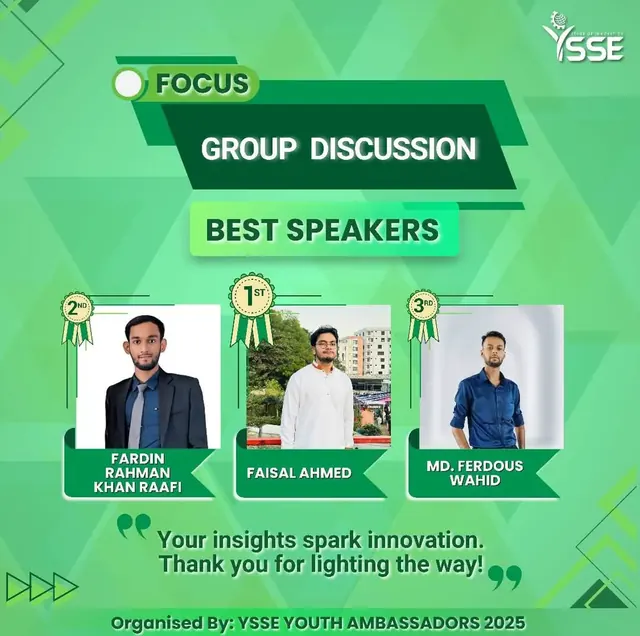 YSSE
FOCUS
GROUP DISCUSSION
BEST SPEAKERS
2ND
1ST
3RD
FARDIN
RAHMAN
KHAN RAAFI
FAISAL AHMED
MD. FERDOUS
WAHID
"Your insights spark innovation.
Thank you for lighting the way!"
Organised By: YSSE YOUTH AMBASSADORS 2025